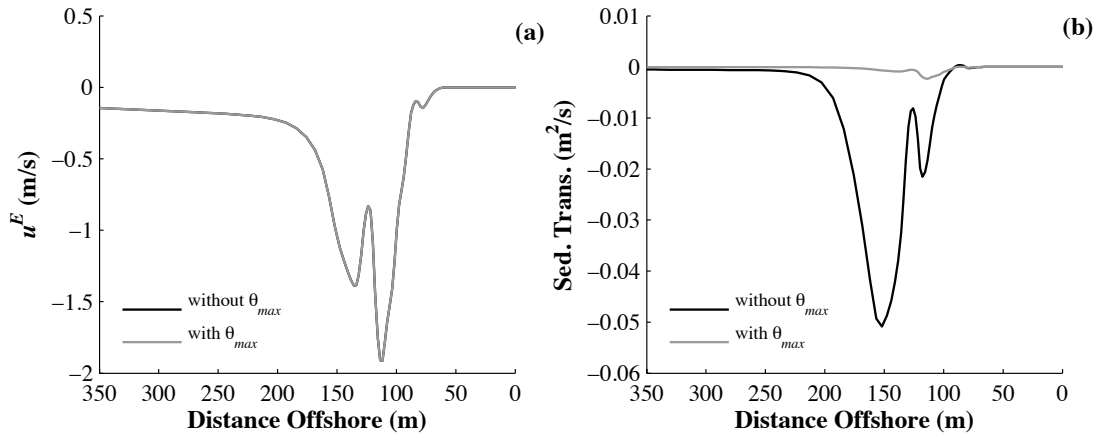 (a)
0.5
0
−0.5
−1
−1.5
−2
u^E (m/s)
without θ_max
with θ_max
350 300 250 200 150 100 50 0
Distance Offshore (m)
(b)
0.01
0
−0.01
−0.02
−0.03
−0.04
−0.05
−0.06
Sed. Trans. (m²/s)
without θ_max
with θ_max
350 300 250 200 150 100 50 0
Distance Offshore (m)